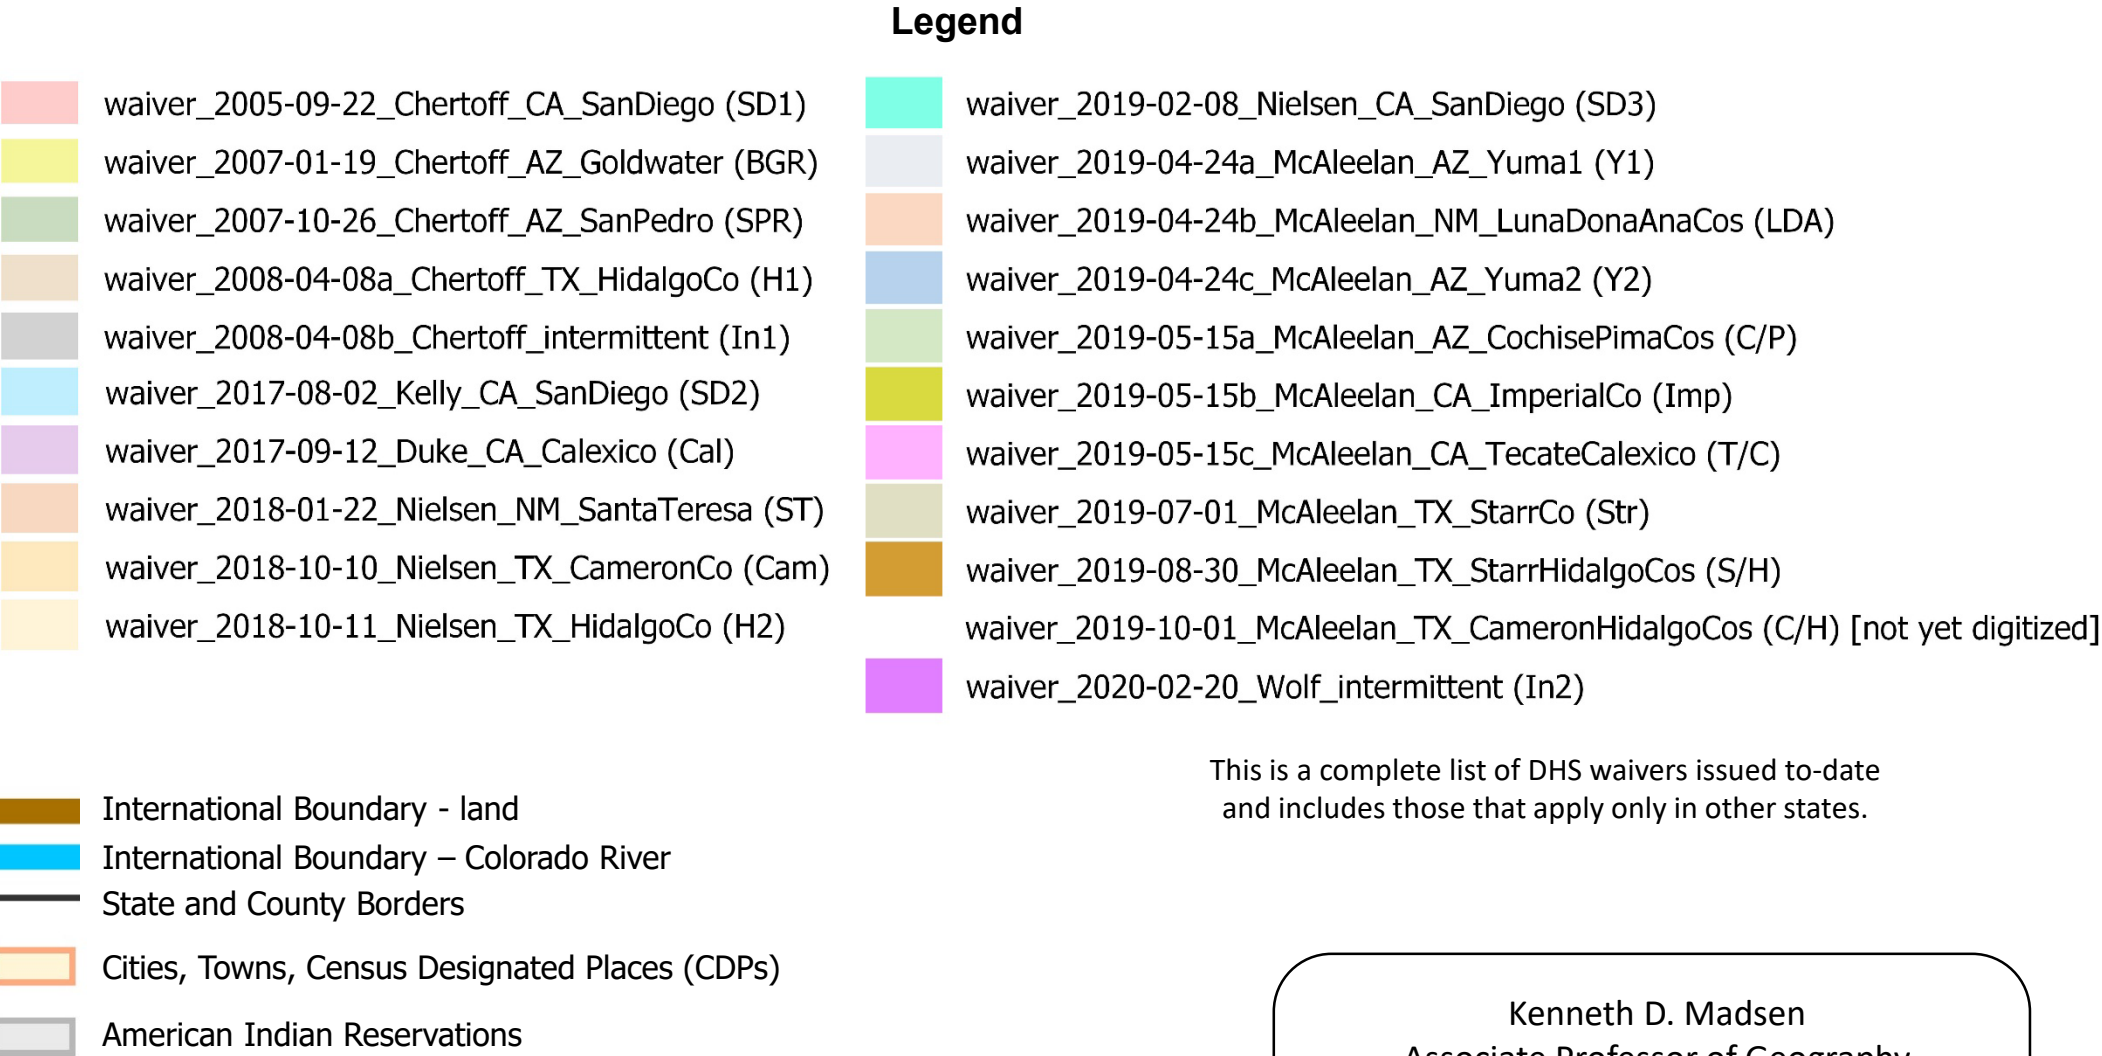 Legend
waiver_2005-09-22_Chertoff_CA_SanDiego (SD1)
waiver_2007-01-19_Chertoff_AZ_Goldwater (BGR)
waiver_2007-10-26_Chertoff_AZ_SanPedro (SPR)
waiver_2008-04-08a_Chertoff_TX_HidalgoCo (H1)
waiver_2008-04-08b_Chertoff_intermittent (In1)
waiver_2017-08-02_Kelly_CA_SanDiego (SD2)
waiver_2017-09-12_Duke_CA_Calexico (Cal)
waiver_2018-01-22_Nielsen_NM_SantaTeresa (ST)
waiver_2018-10-10_Nielsen_TX_CameronCo (Cam)
waiver_2018-10-11_Nielsen_TX_HidalgoCo (H2)
waiver_2019-02-08_Nielsen_CA_SanDiego (SD3)
waiver_2019-04-24a_McAleelan_AZ_Yuma1 (Y1)
waiver_2019-04-24b_McAleelan_NM_LunaDonaAnaCos (LDA)
waiver_2019-04-24c_McAleelan_AZ_Yuma2 (Y2)
waiver_2019-05-15a_McAleelan_AZ_CochisePimaCos (C/P)
waiver_2019-05-15b_McAleelan_CA_ImperialCo (Imp)
waiver_2019-05-15c_McAleelan_CA_TecateCalexico (T/C)
waiver_2019-07-01_McAleelan_TX_StarrCo (Str)
waiver_2019-08-30_McAleelan_TX_StarrHidalgoCos (S/H)
waiver_2019-10-01_McAleelan_TX_CameronHidalgoCos (C/H) [not yet digitized]
waiver_2020-02-20_Wolf_intermittent (In2)
This is a complete list of DHS waivers issued to-date
and includes those that apply only in other states.
International Boundary - land
International Boundary – Colorado River
State and County Borders
Cities, Towns, Census Designated Places (CDPs)
American Indian Reservations
Kenneth D. Madsen
Associate Professor of Geography